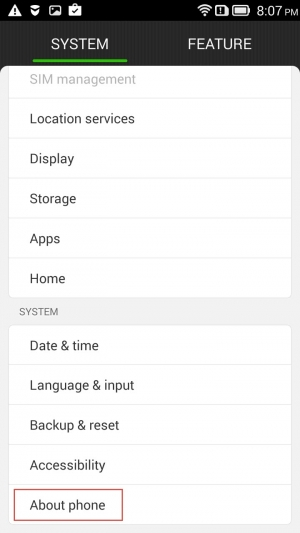 8:07 PM
SYSTEM FEATURE
SIM management
Location services
Display
Storage
Apps
Home
SYSTEM
Date & time
Language & input
Backup & reset
Accessibility
About phone